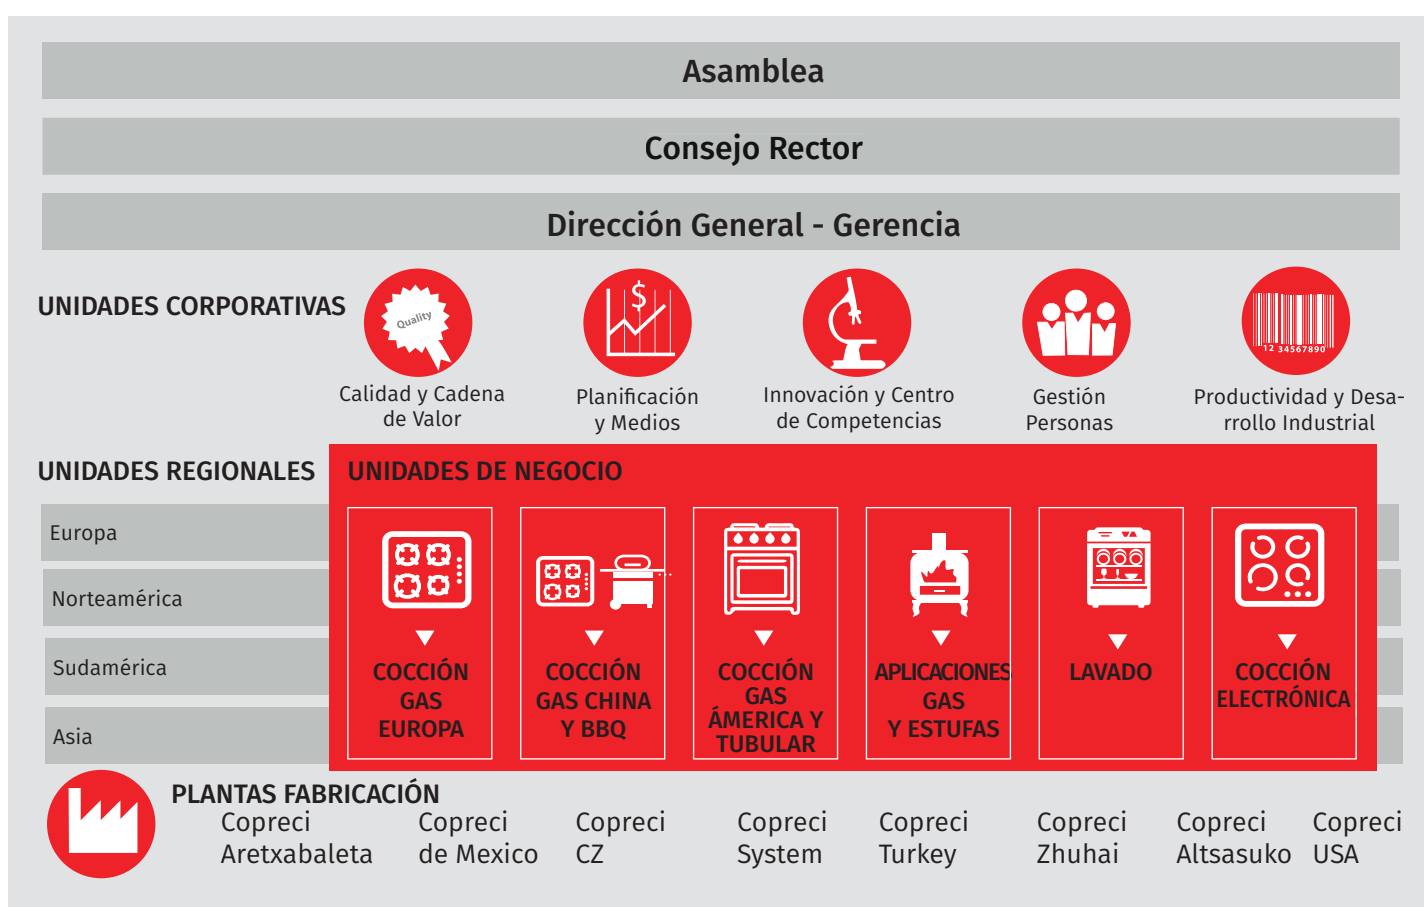 Asamblea
Consejo Rector
Dirección General - Gerencia
UNIDADES CORPORATIVAS
Quality
$
12 34567890
Calidad y Cadena
de Valor
Planificación
y Medios
Innovación y Centro
de Competencias
Gestión
Personas
Productividad y Desa-
rrollo Industrial
UNIDADES REGIONALES
Europa
Norteamérica
Sudamérica
Asia
UNIDADES DE NEGOCIO
COCCIÓN
GAS
EUROPA
COCCIÓN
GAS CHINA
Y BBQ
COCCIÓN
GAS
ÁMERICA Y
TUBULAR
APLICACIONES
GAS
Y ESTUFAS
LAVADO
COCCIÓN
ELECTRÓNICA
PLANTAS FABRICACIÓN
Copreci
Aretxabaleta
Copreci
de Mexico
Copreci
CZ
Copreci
System
Copreci
Turkey
Copreci
Zhuhai
Copreci
Altsasuko
Copreci
USA